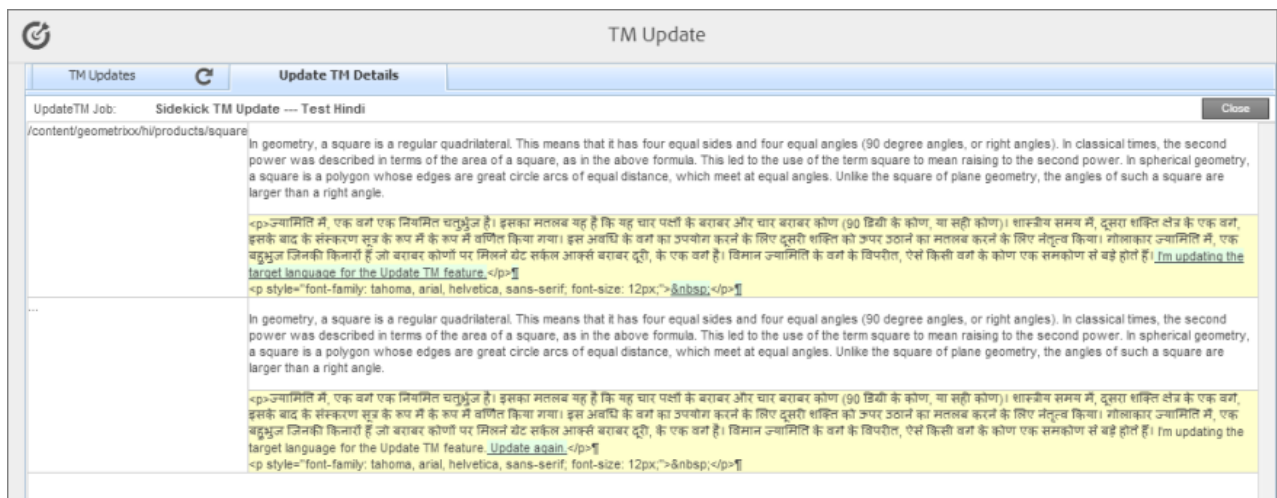 TM Update
TM Updates
Update TM Details
UpdateTM Job: Sidekick TM Update --- Test Hindi
Close
/content/geometrixx/hi/products/square
In geometry, a square is a regular quadrilateral. This means that it has four equal sides and four equal angles (90 degree angles, or right angles). In classical times, the second
power was described in terms of the area of a square, as in the above formula. This led to the use of the term square to mean raising to the second power. In spherical geometry,
a square is a polygon whose edges are great circle arcs of equal distance, which meet at equal angles. Unlike the square of plane geometry, the angles of such a square are
larger than a right angle.
<p>ज्यामिति में, एक वर्ग एक नियमित चतुर्भुज है। इसका मतलब यह है कि यह चार पक्षों के बराबर और चार बराबर कोण (90 डिग्री के कोण, या सही कोण)। शास्त्रीय समय में, दूसरा शक्ति क्षेत्र के एक वर्ग,
इसके बाद के संस्करण सूत्र के रूप में के रूप में वर्णित किया गया। इस अवधि के वर्ग का उपयोग करने के लिए दूसरी शक्ति को ऊपर उठाने का मतलब करने के लिए नेतृत्व किया। गोलाकार ज्यामिति में, एक
बहुभुज जिनकी किनारों हैं जो बराबर कोणों पर मिलने ग्रेट सर्कल आर्क्स बराबर दूरी, के एक वर्ग है। विमान ज्यामिति के वर्ग के विपरीत, ऐसे किसी वर्ग के कोण एक समकोण से बड़े होते हैं। I'm updating the
target language for the Update TM feature.</p>¶
<p style="font-family: tahoma, arial, helvetica, sans-serif; font-size: 12px;">&nbsp;</p>¶
...
In geometry, a square is a regular quadrilateral. This means that it has four equal sides and four equal angles (90 degree angles, or right angles). In classical times, the second
power was described in terms of the area of a square, as in the above formula. This led to the use of the term square to mean raising to the second power. In spherical geometry,
a square is a polygon whose edges are great circle arcs of equal distance, which meet at equal angles. Unlike the square of plane geometry, the angles of such a square are
larger than a right angle.
<p>ज्यामिति में, एक वर्ग एक नियमित चतुर्भुज है। इसका मतलब यह है कि यह चार पक्षों के बराबर और चार बराबर कोण (90 डिग्री के कोण, या सही कोण)। शास्त्रीय समय में, दूसरा शक्ति क्षेत्र के एक वर्ग,
इसके बाद के संस्करण सूत्र के रूप में के रूप में वर्णित किया गया। इस अवधि के वर्ग का उपयोग करने के लिए दूसरी शक्ति को ऊपर उठाने का मतलब करने के लिए नेतृत्व किया। गोलाकार ज्यामिति में, एक
बहुभुज जिनकी किनारों हैं जो बराबर कोणों पर मिलने ग्रेट सर्कल आर्क्स बराबर दूरी, के एक वर्ग है। विमान ज्यामिति के वर्ग के विपरीत, ऐसे किसी वर्ग के कोण एक समकोण से बड़े होते हैं। I'm updating the
target language for the Update TM feature. Update again.</p>¶
<p style="font-family: tahoma, arial, helvetica, sans-serif; font-size: 12px;">&nbsp;</p>¶